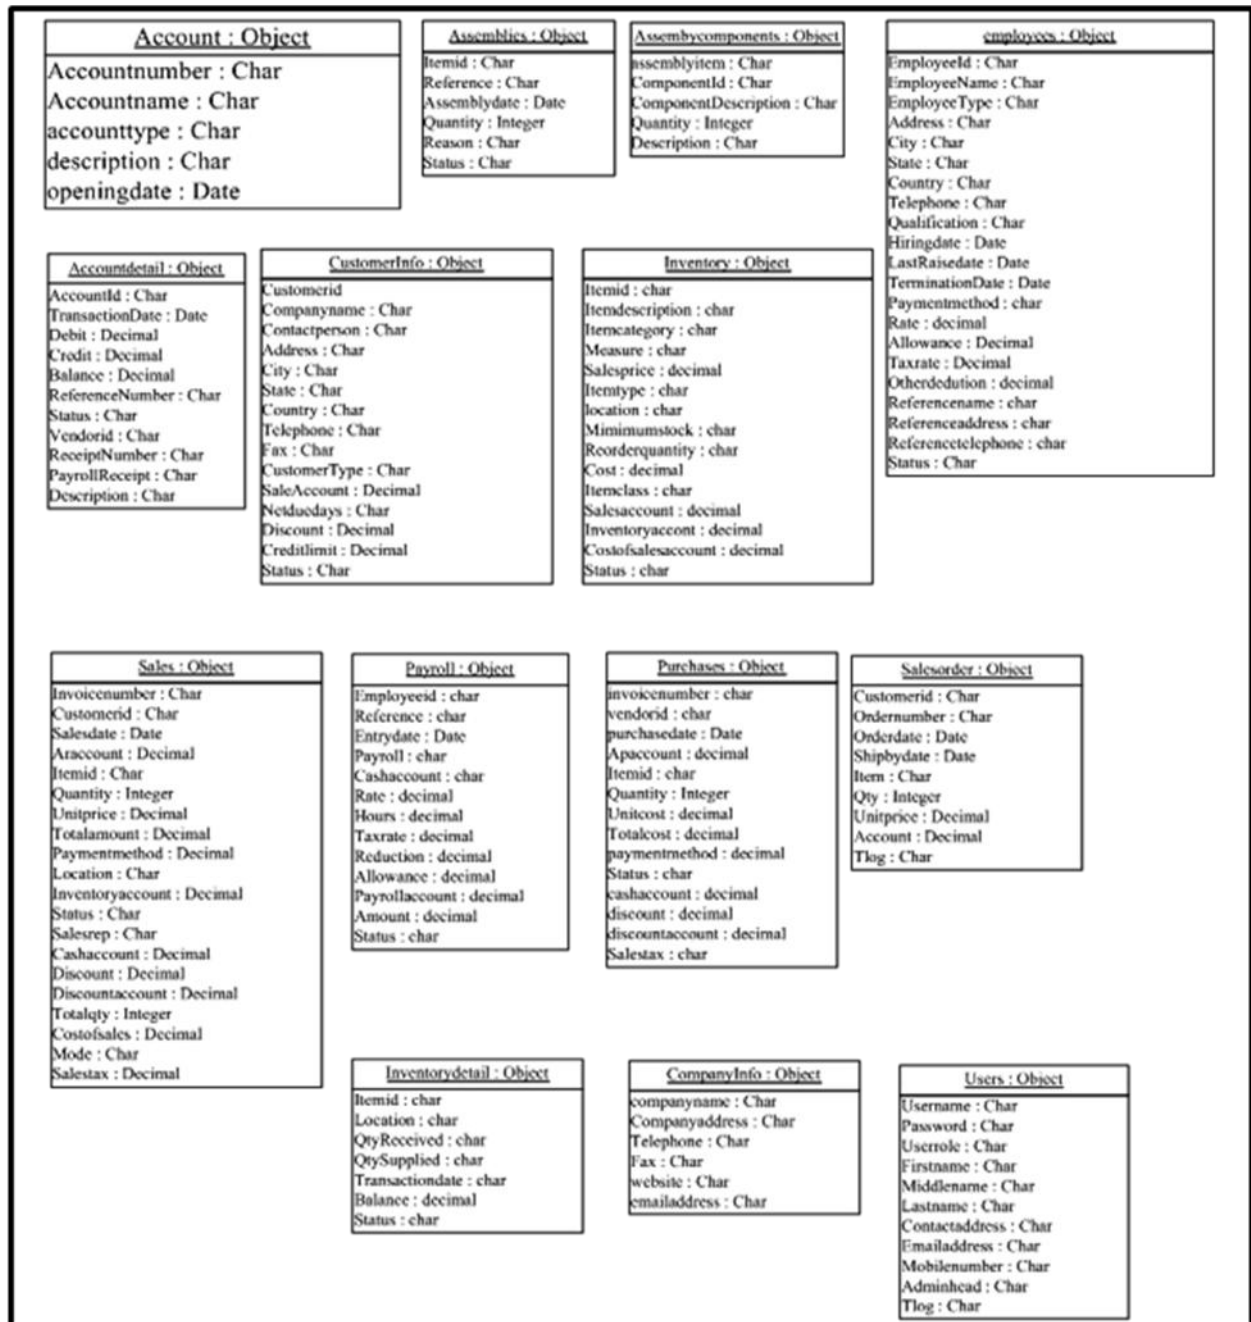 Account : Object
Accountnumber : Char
Accountname : Char
accounttype : Char
description : Char
openingdate : Date
Assemblies : Object
Itemid : Char
Reference : Char
Assemblydate : Date
Quantity : Integer
Reason : Char
Status : Char
Assembycomponents : Object
assemblyitem : Char
ComponentId : Char
ComponentDescription : Char
Quantity : Integer
Description : Char
employees : Object
EmployeeId : Char
EmployeeName : Char
EmployeeType : Char
Address : Char
City : Char
State : Char
Country : Char
Telephone : Char
Qualification : Char
Hiringdate : Date
LastRaisedate : Date
TerminationDate : Date
Paymentmethod : char
Rate : decimal
Allowance : Decimal
Taxrate : Decimal
Otherdedution : decimal
Referencename : char
Referenceaddress : char
Referencetelephone : char
Status : Char
Accountdetail : Object
AccountId : Char
TransactionDate : Date
Debit : Decimal
Credit : Decimal
Balance : Decimal
ReferenceNumber : Char
Status : Char
Vendorid : Char
ReceiptNumber : Char
PayrollReceipt : Char
Description : Char
CustomerInfo : Object
Customerid
Companyname : Char
Contactperson : Char
Address : Char
City : Char
State : Char
Country : Char
Telephone : Char
Fax : Char
CustomerType : Char
SaleAccount : Decimal
Netduedays : Char
Discount : Decimal
Creditlimit : Decimal
Status : Char
Inventory : Object
Itemid : char
Itemdescription : char
Itemcategory : char
Measure : char
Salesprice : decimal
Itemtype : char
location : char
Mimimumstock : char
Reorderquantity : char
Cost : decimal
Itemclass : char
Salesaccount : decimal
Inventoryaccont : decimal
Costofsalesaccount : decimal
Status : char
Sales : Object
Invoicenumber : Char
Customerid : Char
Salesdate : Date
Araccount : Decimal
Itemid : Char
Quantity : Integer
Unitprice : Decimal
Totalamount : Decimal
Paymentmethod : Decimal
Location : Char
Inventoryaccount : Decimal
Status : Char
Salesrep : Char
Cashaccount : Decimal
Discount : Decimal
Discountaccount : Decimal
Totalqty : Integer
Costofsales : Decimal
Mode : Char
Salestax : Decimal
Payroll : Object
Employeeid : char
Reference : char
Entrydate : Date
Payroll : char
Cashaccount : char
Rate : decimal
Hours : decimal
Taxrate : decimal
Reduction : decimal
Allowance : decimal
Payrollaccount : decimal
Amount : decimal
Status : char
Purchases : Object
invoicenumber : char
vendorid : char
purchasedate : Date
Apaccount : decimal
Itemid : char
Quantity : Integer
Unitcost : decimal
Totalcost : decimal
paymentmethod : decimal
Status : char
cashaccount : decimal
discount : decimal
discountaccount : decimal
Salestax : char
Salesorder : Object
Customerid : Char
Ordernumber : Char
Orderdate : Date
Shipbydate : Date
Item : Char
Qty : Integer
Unitprice : Decimal
Account : Decimal
Tlog : Char
Inventorydetail : Object
Itemid : char
Location : char
QtyReceived : char
QtySupplied : char
Transactiondate : char
Balance : decimal
Status : char
CompanyInfo : Object
companyname : Char
Companyaddress : Char
Telephone : Char
Fax : Char
website : Char
emailaddress : Char
Users : Object
Username : Char
Password : Char
Userrole : Char
Firstname : Char
Middlename : Char
Lastname : Char
Contactaddress : Char
Emailaddress : Char
Mobilenumber : Char
Adminhead : Char
Tlog : Char